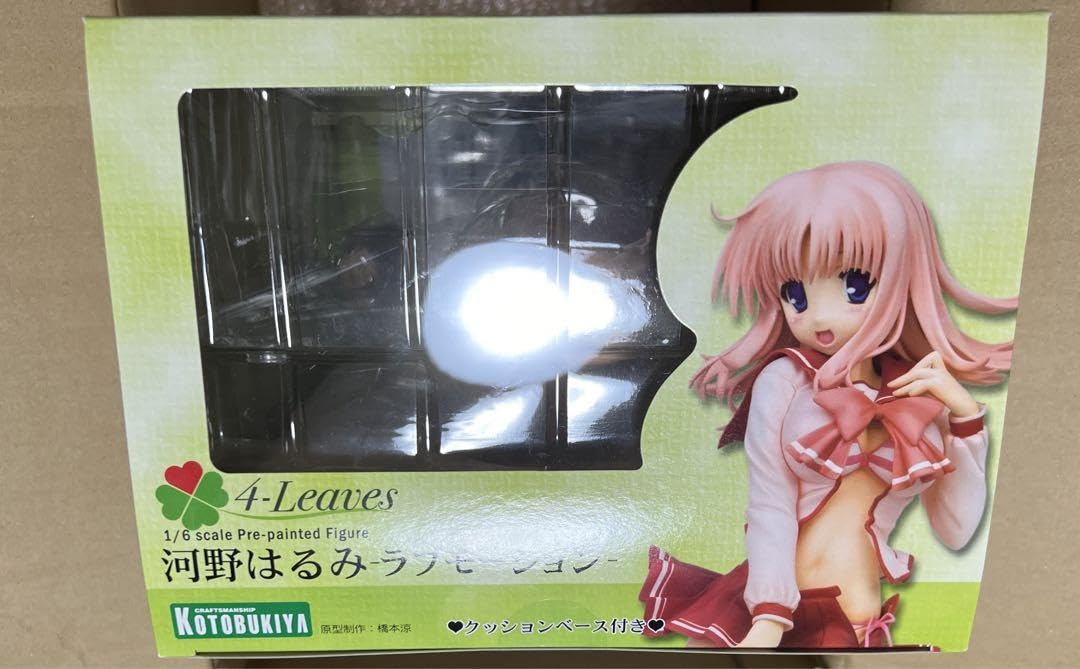 4-Leaves
1/6 scale Pre-painted Figure
河野はるみ-ラブモーション-
CRAFTSMANSHIP
KOTOBUKIYA
原型制作：橋本涼
♥クッションベース付き♥